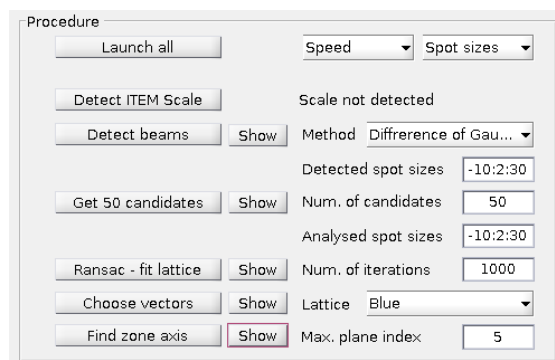 Procedure
Launch all Speed Spot sizes
Detect ITEM Scale Scale not detected
Detect beams Show Method Diffrerence of Gau...
Detected spot sizes -10:2:30
Get 50 candidates Show Num. of candidates 50
Analysed spot sizes -10:2:30
Ransac - fit lattice Show Num. of iterations 1000
Choose vectors Show Lattice Blue
Find zone axis Show Max. plane index 5